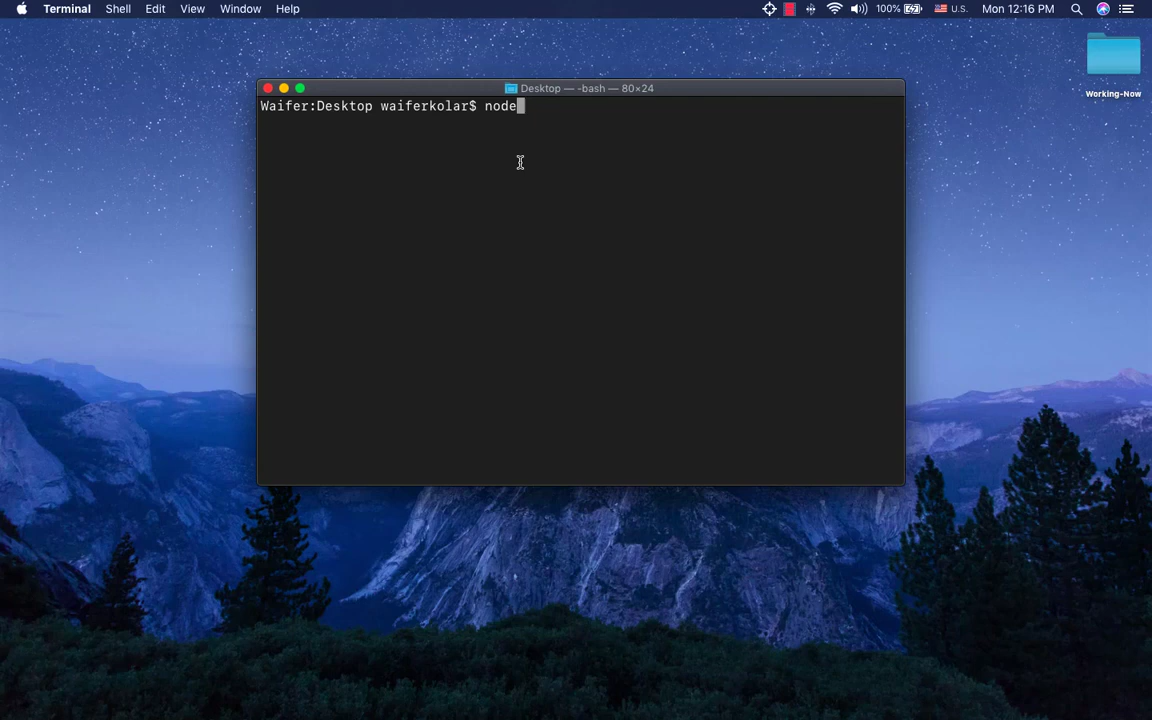 Terminal Shell Edit View Window Help 100% U.S. Mon 12:16 PM
Working-Now
Desktop — -bash — 80×24
Waifer:Desktop waiferkolar$ node